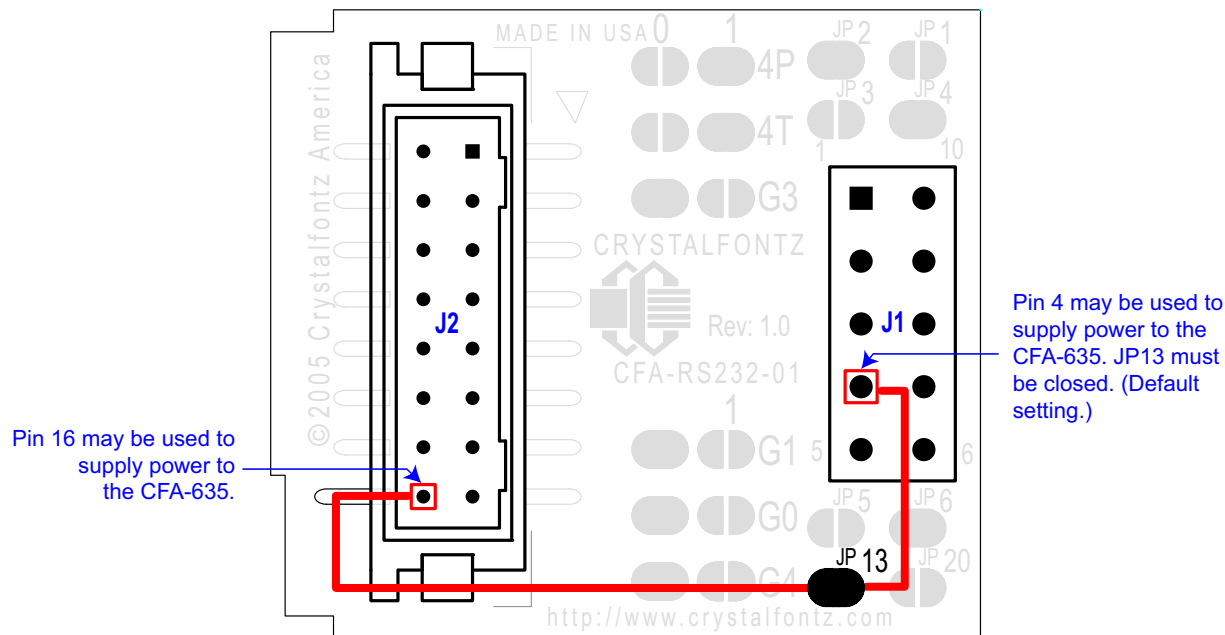 MADE IN USA
0 1
JP2 JP1
4P
JP3 JP4
4T
1 10
G3
©2005 Crystalfontz America
CRYSTALFONTZ
J2
Rev: 1.0
J1
CFA-RS232-01
Pin 4 may be used to
supply power to the
CFA-635. JP13 must
be closed. (Default
setting.)
1
Pin 16 may be used to
supply power to
the CFA-635.
G1
5 6
JP5 JP6
G0
JP13 JP20
G4
http://www.crystalfontz.com